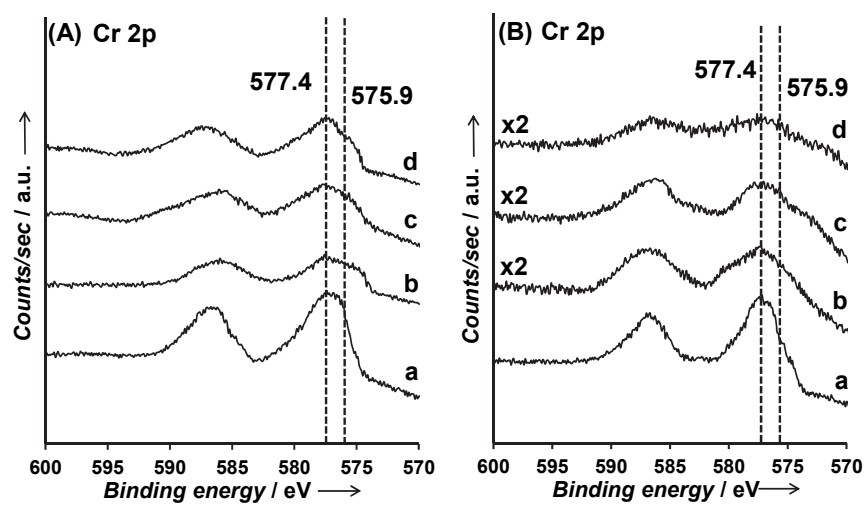 (A) Cr 2p
577.4
575.9
d
c
b
a
Counts/sec / a.u.
600 595 590 585 580 575 570
Binding energy / eV
(B) Cr 2p
577.4
575.9
x2
d
x2
c
x2
b
a
Counts/sec / a.u.
600 595 590 585 580 575 570
Binding energy / eV